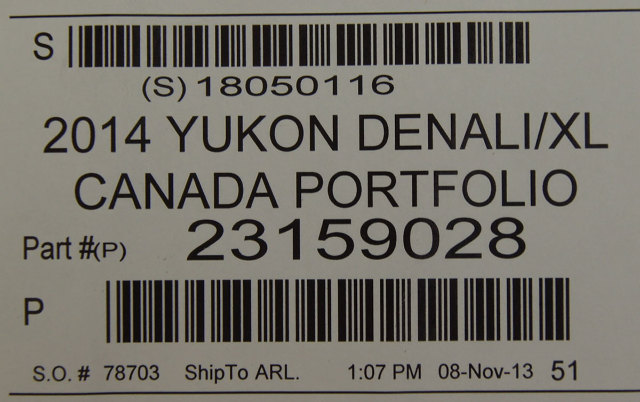 S
(S) 18050116
2014 YUKON DENALI/XL
CANADA PORTFOLIO
Part #(P) 23159028
P
S.O. # 78703 ShipTo ARL. 1:07 PM 08-Nov-13 51